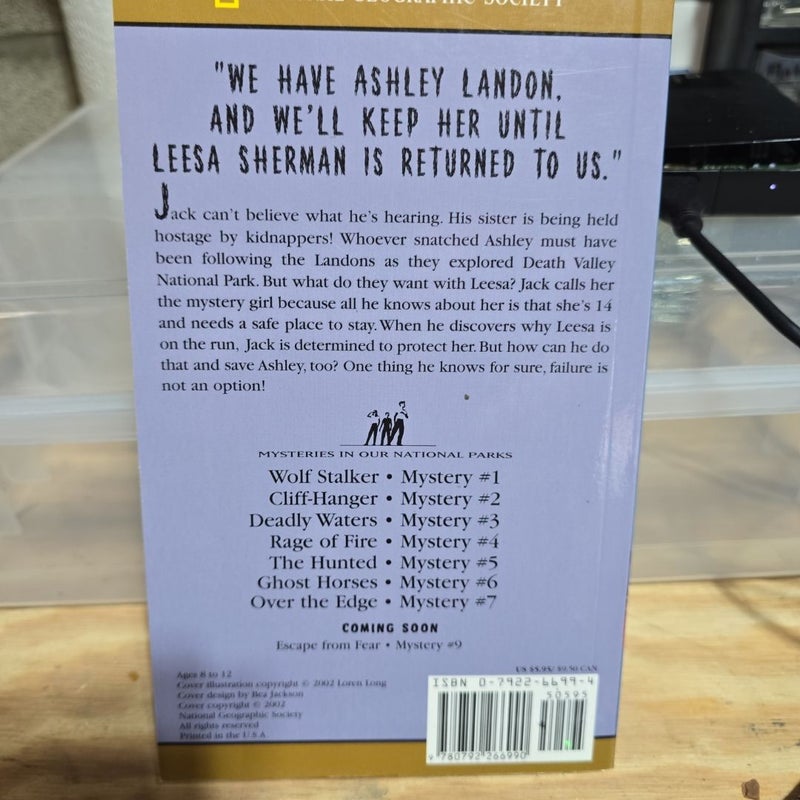 GEOGRAPHIC SOCIETY
"WE HAVE ASHLEY LANDON,
AND WE'LL KEEP HER UNTIL
LEESA SHERMAN IS RETURNED TO US."
Jack can't believe what he's hearing. His sister is being held
hostage by kidnappers! Whoever snatched Ashley must have
been following the Landons as they explored Death Valley
National Park. But what do they want with Leesa? Jack calls her
the mystery girl because all he knows about her is that she's 14
and needs a safe place to stay. When he discovers why Leesa is
on the run, Jack is determined to protect her. But how can he do
that and save Ashley, too? One thing he knows for sure, failure is
not an option!
MYSTERIES IN OUR NATIONAL PARKS
Wolf Stalker • Mystery #1
Cliff-Hanger • Mystery #2
Deadly Waters • Mystery #3
Rage of Fire • Mystery #4
The Hunted • Mystery #5
Ghost Horses • Mystery #6
Over the Edge • Mystery #7
COMING SOON
Escape from Fear • Mystery #9
US $5.95/ $9.50 CAN
Ages 8 to 12
Cover illustration copyright © 2002 Loren Long
Cover design by Bea Jackson
Cover copyright © 2002
National Geographic Society
All rights reserved
Printed in the U.S.A.
ISBN 0-7922-6699-4
50595
9 780792 266990